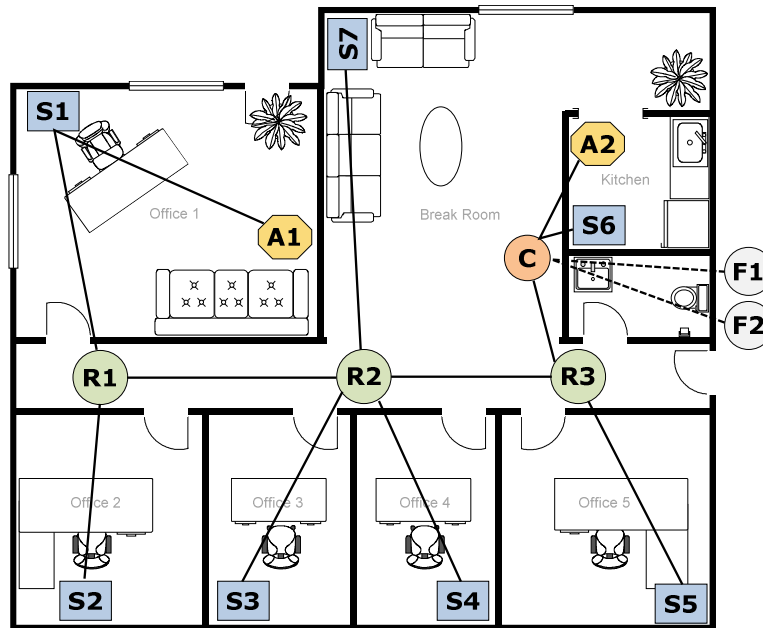 S7
S1
A2
Kitchen
Office 1
Break Room
S6
A1
C
F1
F2
R1
R2
R3
Office 2
Office 3
Office 4
Office 5
S2
S3
S4
S5